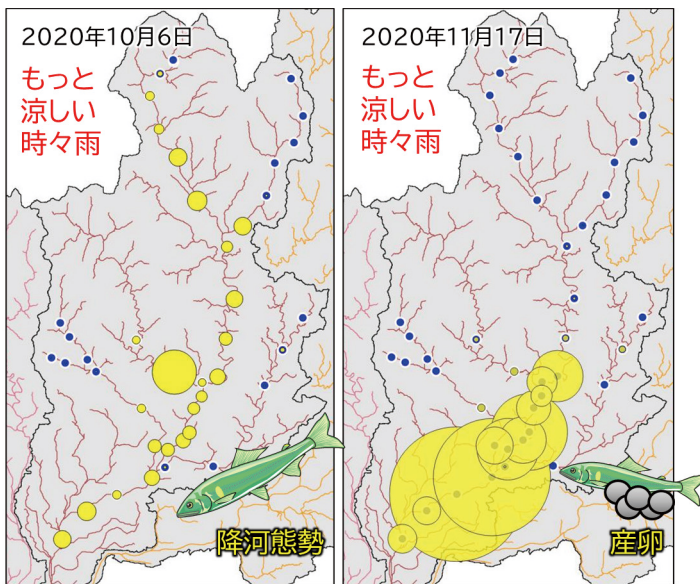 2020年10月6日
もっと
涼しい
時々雨
降河態勢
2020年11月17日
もっと
涼しい
時々雨
産卵